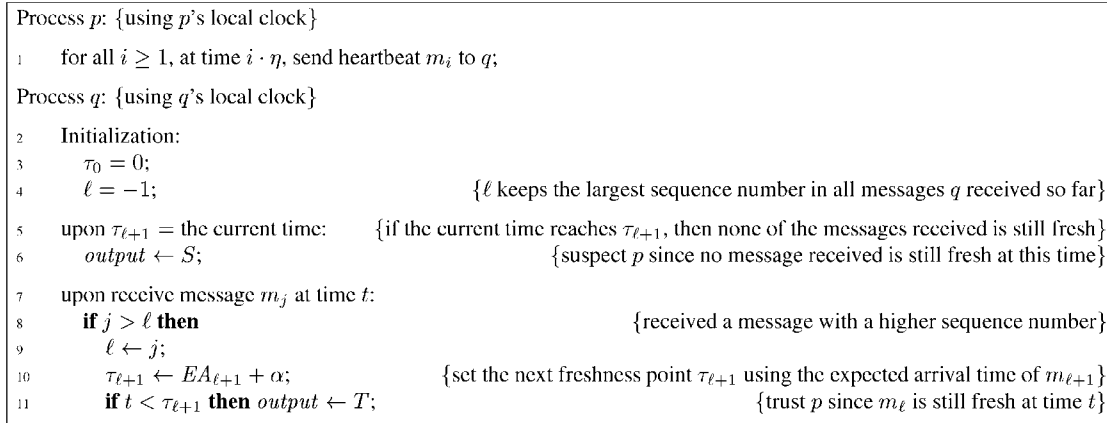 Process p: {using p's local clock}
1 for all i ≥ 1, at time i · η, send heartbeat m_i to q;
Process q: {using q's local clock}
2 Initialization:
3 τ_0 = 0;
4 ℓ = −1; {ℓ keeps the largest sequence number in all messages q received so far}
5 upon τ_{ℓ+1} = the current time: {if the current time reaches τ_{ℓ+1}, then none of the messages received is still fresh}
6 output ← S; {suspect p since no message received is still fresh at this time}
7 upon receive message m_j at time t:
8 if j > ℓ then {received a message with a higher sequence number}
9 ℓ ← j;
10 τ_{ℓ+1} ← EA_{ℓ+1} + α; {set the next freshness point τ_{ℓ+1} using the expected arrival time of m_{ℓ+1}}
11 if t < τ_{ℓ+1} then output ← T; {trust p since m_ℓ is still fresh at time t}